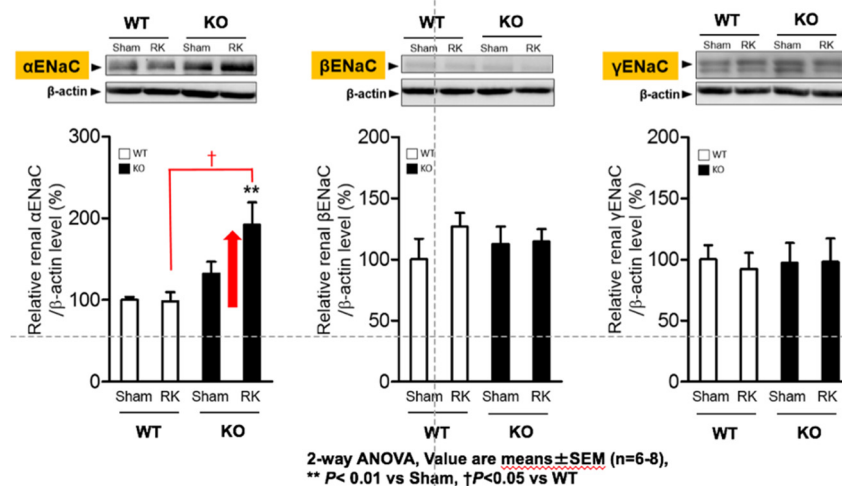 WT KO
Sham RK Sham RK
αENaC
β-actin
300
200
100
0
Relative renal αENaC
/β-actin level (%)
WT
KO
†
**
Sham RK Sham RK
WT KO
WT KO
Sham RK Sham RK
βENaC
β-actin
200
150
100
50
0
Relative renal βENaC
/β-actin level (%)
WT
KO
Sham RK Sham RK
WT KO
WT KO
Sham RK Sham RK
γENaC
β-actin
200
150
100
50
0
Relative renal γENaC
/β-actin level (%)
WT
KO
Sham RK Sham RK
WT KO
2-way ANOVA, Value are means±SEM (n=6-8),
** P< 0.01 vs Sham, †P<0.05 vs WT